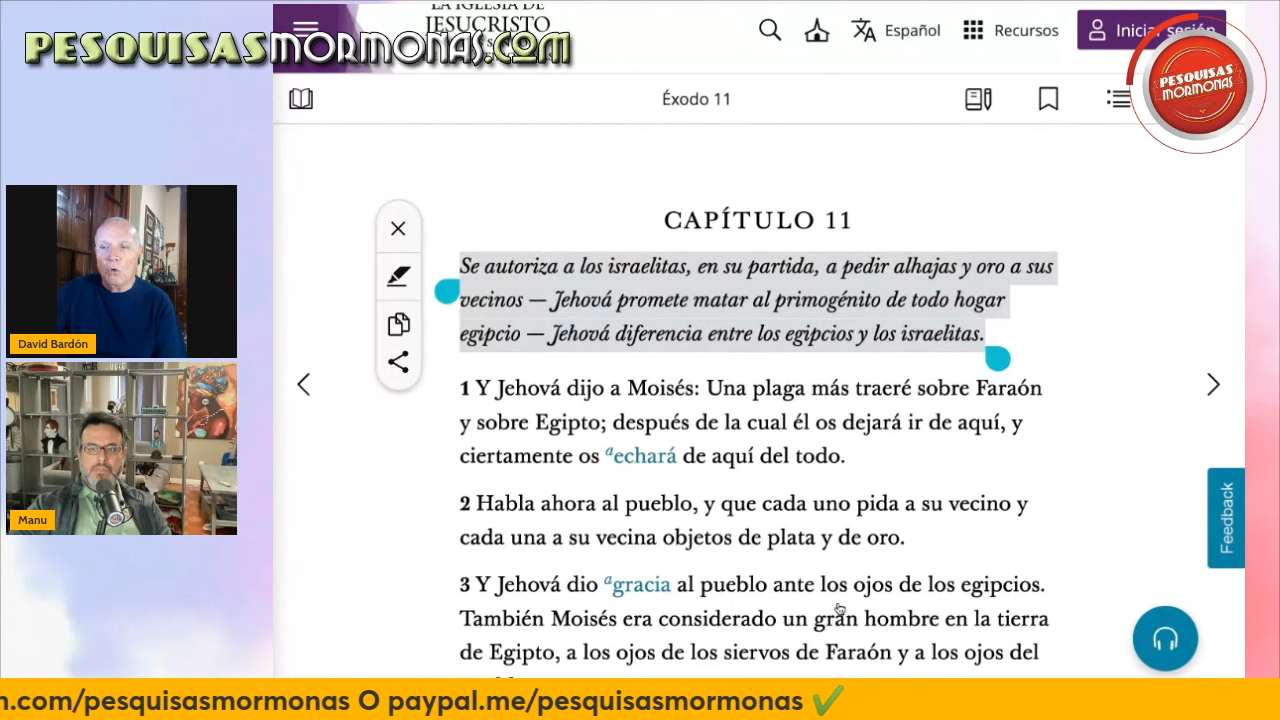 LA IGLESIA DE
JESUCRISTO
PESQUISASMORMONAS.COM
Español
Recursos
Iniciar sesión
PESQUISAS
MORMONAS
Éxodo 11
CAPÍTULO 11
Se autoriza a los israelitas, en su partida, a pedir alhajas y oro a sus
vecinos — Jehová promete matar al primogénito de todo hogar
egipcio — Jehová diferencia entre los egipcios y los israelitas.
1 Y Jehová dijo a Moisés: Una plaga más traeré sobre Faraón
y sobre Egipto; después de la cual él os dejará ir de aquí, y
ciertamente os aechará de aquí del todo.
2 Habla ahora al pueblo, y que cada uno pida a su vecino y
cada una a su vecina objetos de plata y de oro.
3 Y Jehová dio agracia al pueblo ante los ojos de los egipcios.
También Moisés era considerado un gran hombre en la tierra
de Egipto, a los ojos de los siervos de Faraón y a los ojos del
Feedback
David Bardón
Manu
.com/pesquisasmormonas O paypal.me/pesquisasmormonas ✅